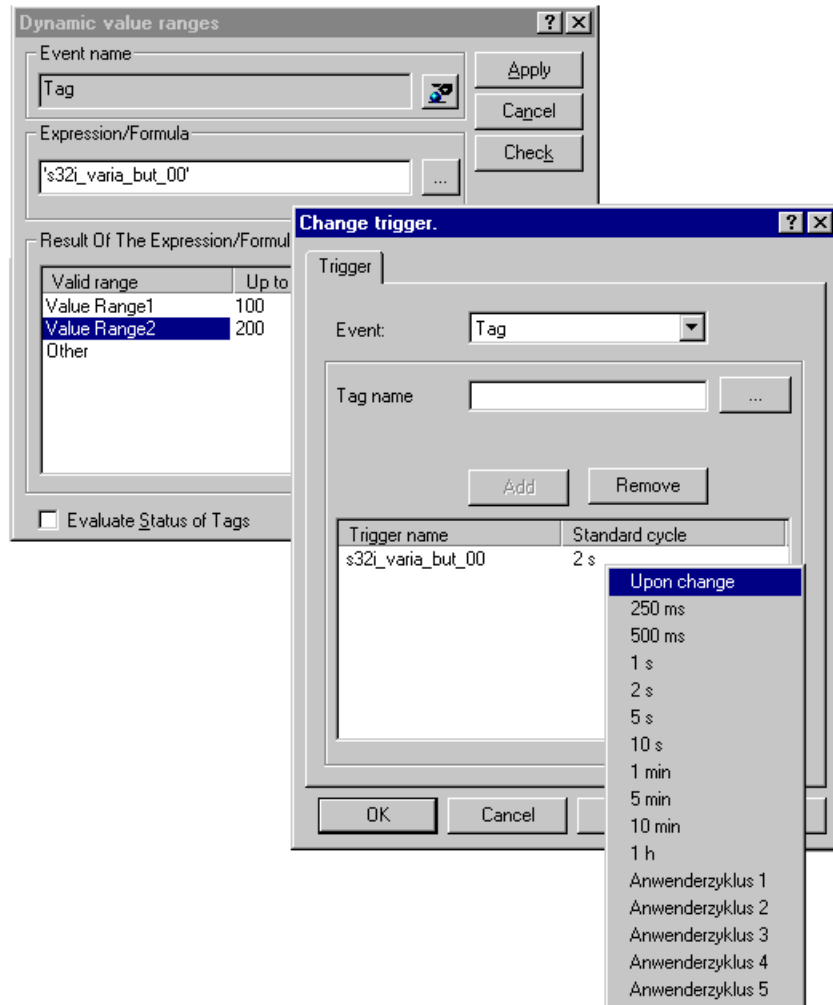 Dynamic value ranges
Event name
Tag
Apply
Cancel
Check
Expression/Formula
's32i_varia_but_00'
...
Result Of The Expression/Formul
Valid range Up to
Value Range1 100
Value Range2 200
Other
Evaluate Status of Tags
Change trigger.
Trigger
Event: Tag
Tag name ...
Add Remove
Trigger name Standard cycle
s32i_varia_but_00 2 s
Upon change
250 ms
500 ms
1 s
2 s
5 s
10 s
1 min
5 min
10 min
1 h
Anwenderzyklus 1
Anwenderzyklus 2
Anwenderzyklus 3
Anwenderzyklus 4
Anwenderzyklus 5
OK Cancel